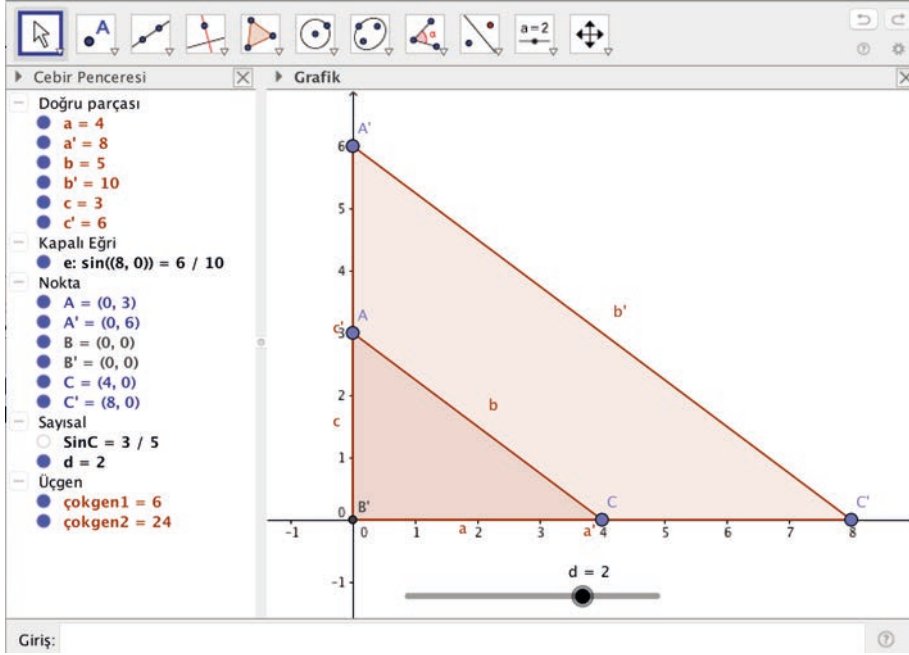 A
α
a=2
Cebir Penceresi
Grafik
Doğru parçası
a = 4
a' = 8
b = 5
b' = 10
c = 3
c' = 6
Kapalı Eğri
e: sin((8, 0)) = 6 / 10
Nokta
A = (0, 3)
A' = (0, 6)
B = (0, 0)
B' = (0, 0)
C = (4, 0)
C' = (8, 0)
Sayısal
SinC = 3 / 5
d = 2
Üçgen
çokgen1 = 6
çokgen2 = 24
A'
6
5
4
b'
A
c'
3
2
b
c
1
0
B'
C
C'
-1
0
1
a
2
3
a'
4
5
6
7
8
-1
d = 2
Giriş: